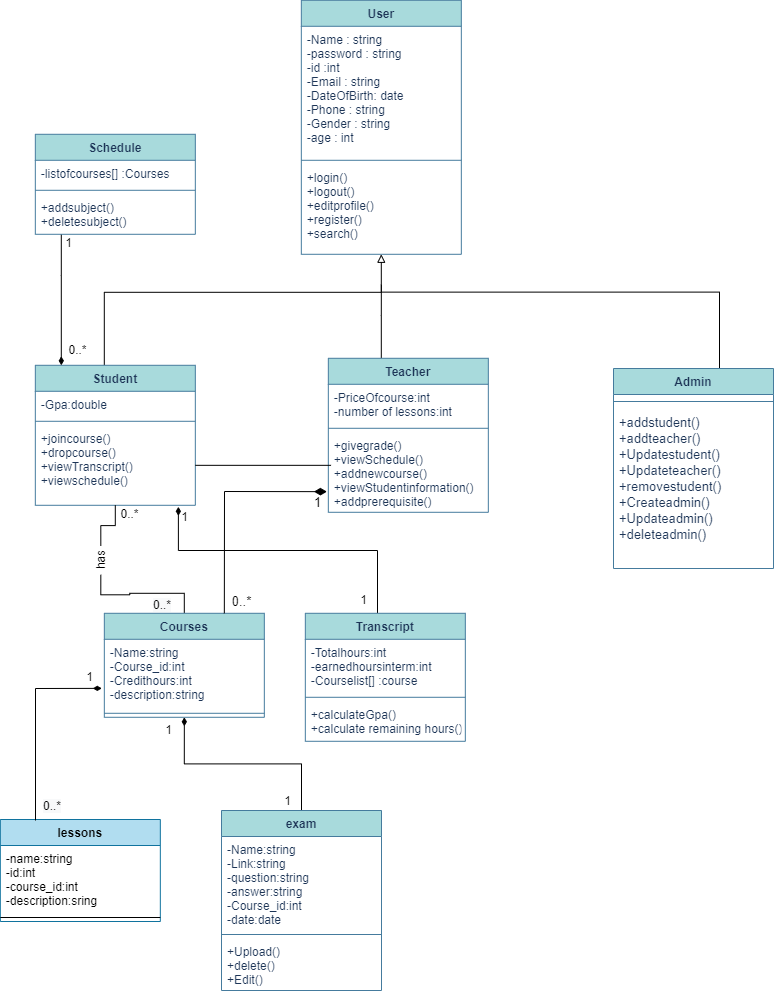 User
-Name : string
-password : string
-id :int
-Email : string
-DateOfBirth: date
-Phone : string
-Gender : string
-age : int
+login()
+logout()
+editprofile()
+register()
+search()
Schedule
-listofcourses[] :Courses
+addsubject()
+deletesubject()
1
0..*
Student
-Gpa:double
+joincourse()
+dropcourse()
+viewTranscript()
+viewschedule()
Teacher
-PriceOfcourse:int
-number of lessons:int
+givegrade()
+viewSchedule()
+addnewcourse()
+viewStudentinformation()
+addprerequisite()
Admin
+addstudent()
+addteacher()
+Updatestudent()
+Updateteacher()
+removestudent()
+Createadmin()
+Updateadmin()
+deleteadmin()
0..*
1
1
has
0..*
0..*
1
Courses
-Name:string
-Course_id:int
-Credithours:int
-description:string
Transcript
-Totalhours:int
-earnedhoursinterm:int
-Courselist[] :course
+calculateGpa()
+calculate remaining hours()
1
1
0..*
1
lessons
-name:string
-id:int
-course_id:int
-description:sring
exam
-Name:string
-Link:string
-question:string
-answer:string
-Course_id:int
-date:date
+Upload()
+delete()
+Edit()